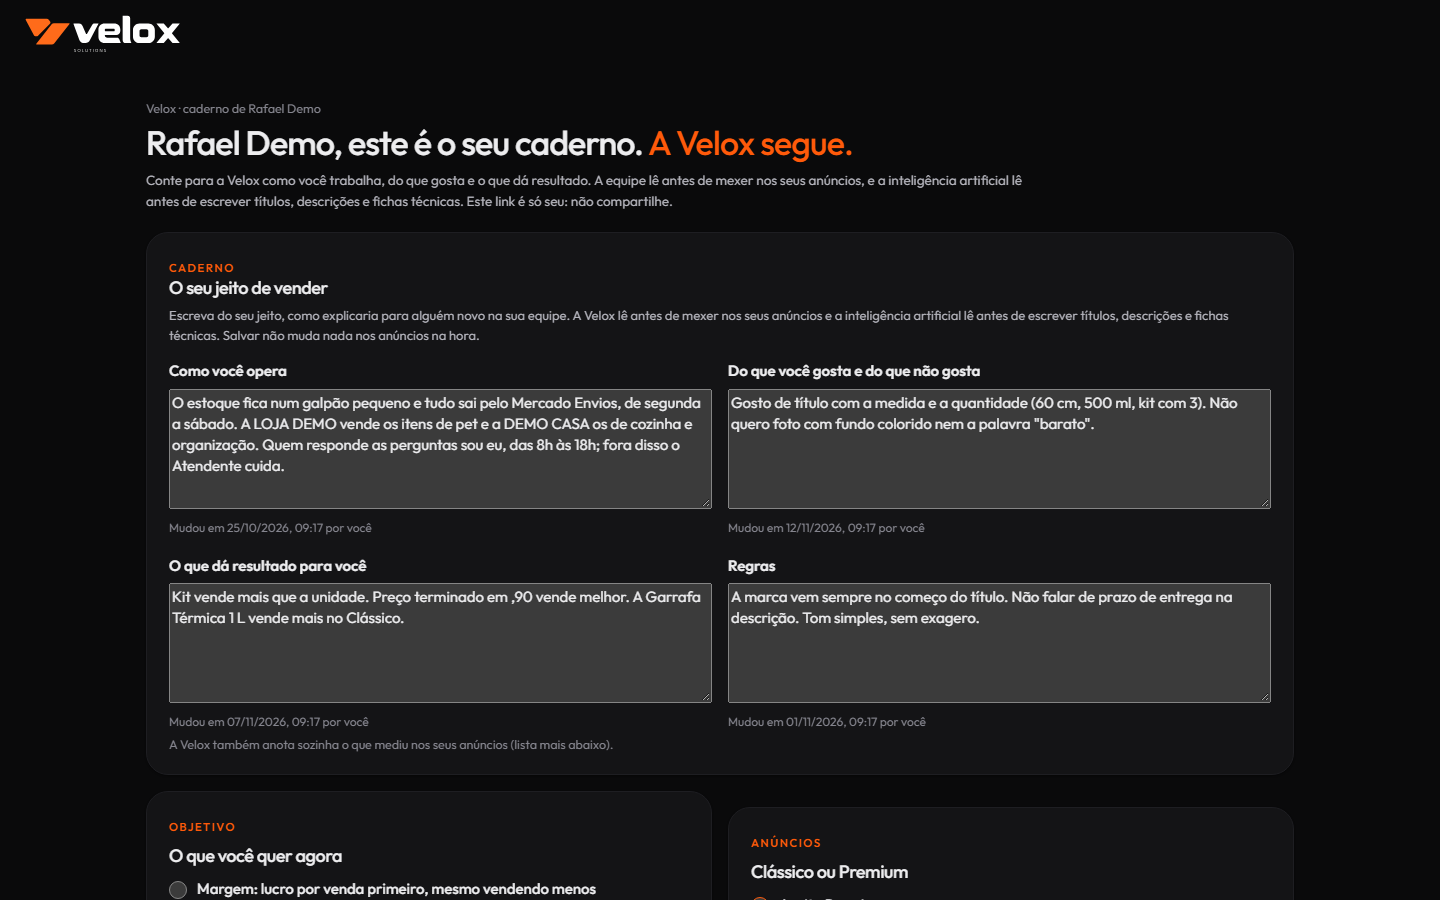 velox
SOLUTIONS
Velox · caderno de Rafael Demo
Rafael Demo, este é o seu caderno. A Velox segue.
Conte para a Velox como você trabalha, do que gosta e o que dá resultado. A equipe lê antes de mexer nos seus anúncios, e a inteligência artificial lê
antes de escrever títulos, descrições e fichas técnicas. Este link é só seu: não compartilhe.
CADERNO
O seu jeito de vender
Escreva do seu jeito, como explicaria para alguém novo na sua equipe. A Velox lê antes de mexer nos seus anúncios e a inteligência artificial lê antes de escrever títulos, descrições e fichas
técnicas. Salvar não muda nada nos anúncios na hora.
Como você opera
O estoque fica num galpão pequeno e tudo sai pelo Mercado Envios, de segunda
a sábado. A LOJA DEMO vende os itens de pet e a DEMO CASA os de cozinha e
organização. Quem responde as perguntas sou eu, das 8h às 18h; fora disso o
Atendente cuida.
Mudou em 25/10/2026, 09:17 por você
Do que você gosta e do que não gosta
Gosto de título com a medida e a quantidade (60 cm, 500 ml, kit com 3). Não
quero foto com fundo colorido nem a palavra "barato".
Mudou em 12/11/2026, 09:17 por você
O que dá resultado para você
Kit vende mais que a unidade. Preço terminado em ,90 vende melhor. A Garrafa
Térmica 1 L vende mais no Clássico.
Mudou em 07/11/2026, 09:17 por você
A Velox também anota sozinha o que mediu nos seus anúncios (lista mais abaixo).
Regras
A marca vem sempre no começo do título. Não falar de prazo de entrega na
descrição. Tom simples, sem exagero.
Mudou em 01/11/2026, 09:17 por você
OBJETIVO
O que você quer agora
Margem: lucro por venda primeiro, mesmo vendendo menos
ANÚNCIOS
Clássico ou Premium